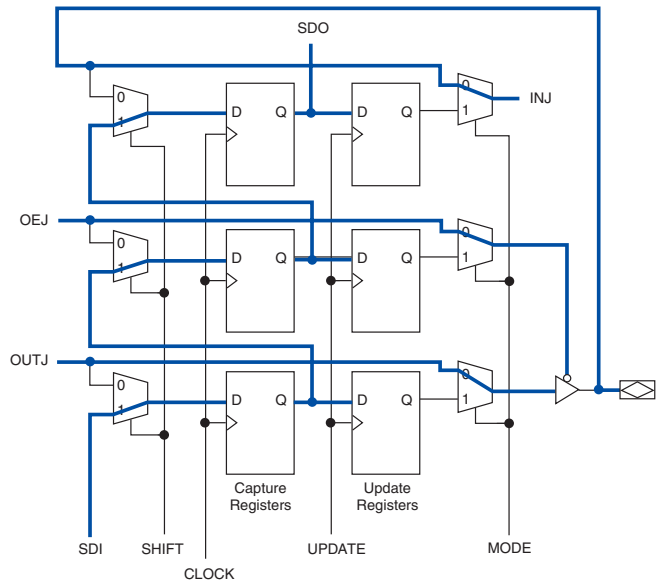 SDO
0
1
D Q
D Q
0
1
INJ
OEJ
0
1
D Q
D Q
0
1
OUTJ
0
1
D Q
D Q
0
1
Capture
Registers
Update
Registers
SDI
SHIFT
CLOCK
UPDATE
MODE